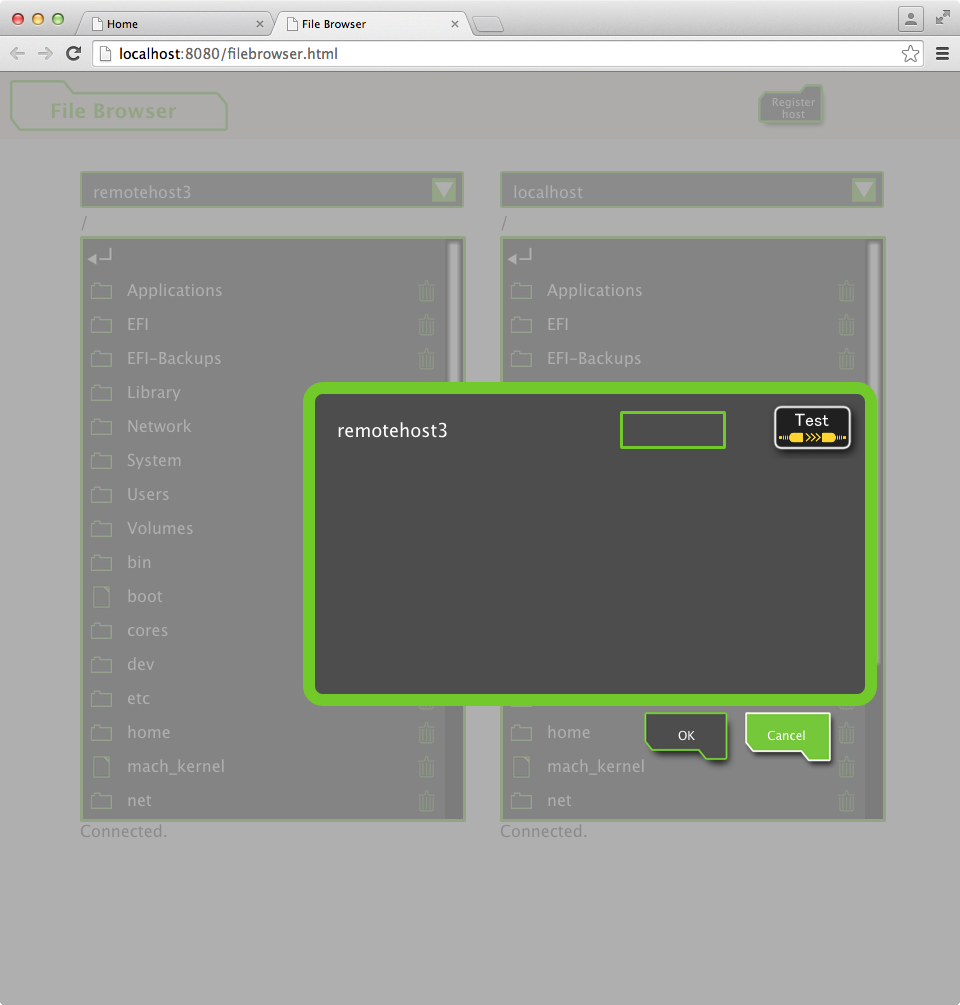 Home
File Browser
localhost:8080/filebrowser.html
File Browser
Register
host
remotehost3
localhost
/
/
Applications
Applications
EFI
EFI
EFI-Backups
EFI-Backups
Library
Network
System
Users
Volumes
bin
boot
cores
dev
etc
home
home
mach_kernel
mach_kernel
net
net
Connected.
Connected.
remotehost3
Test
OK
Cancel